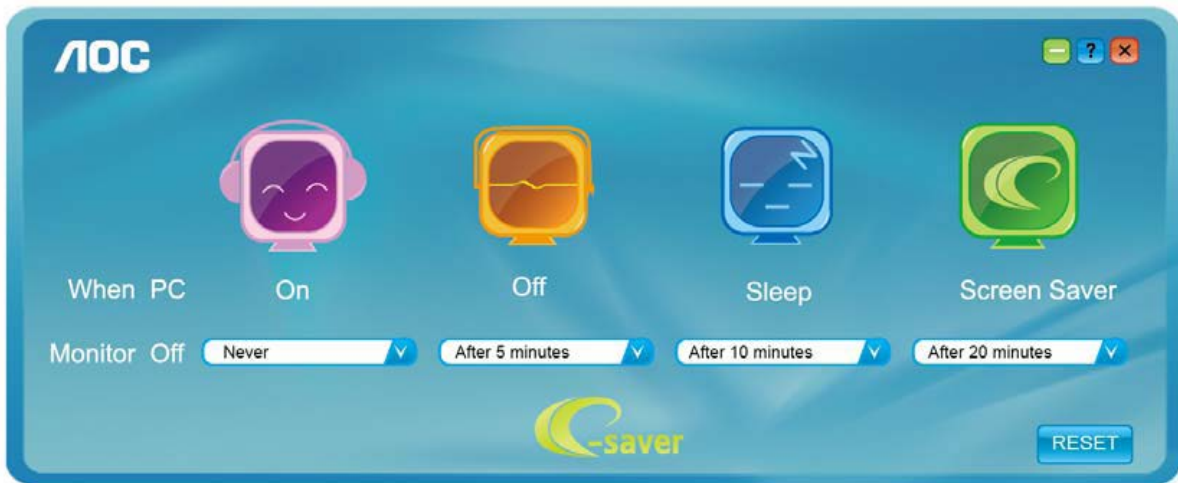 AOC
?
When PC On Off Sleep Screen Saver
Monitor Off Never After 5 minutes After 10 minutes After 20 minutes
e-saver
RESET